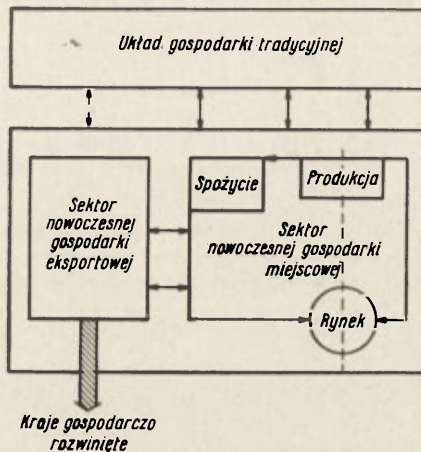 Układ gospodarki tradycyjnej
Spożycie
Produkcja
Sektor
nowoczesnej
gospodarki
eksportowej
Sektor
nowoczesnej gospodarki
miejscowej
Rynek
Kraje gospodarczo
rozwinięte